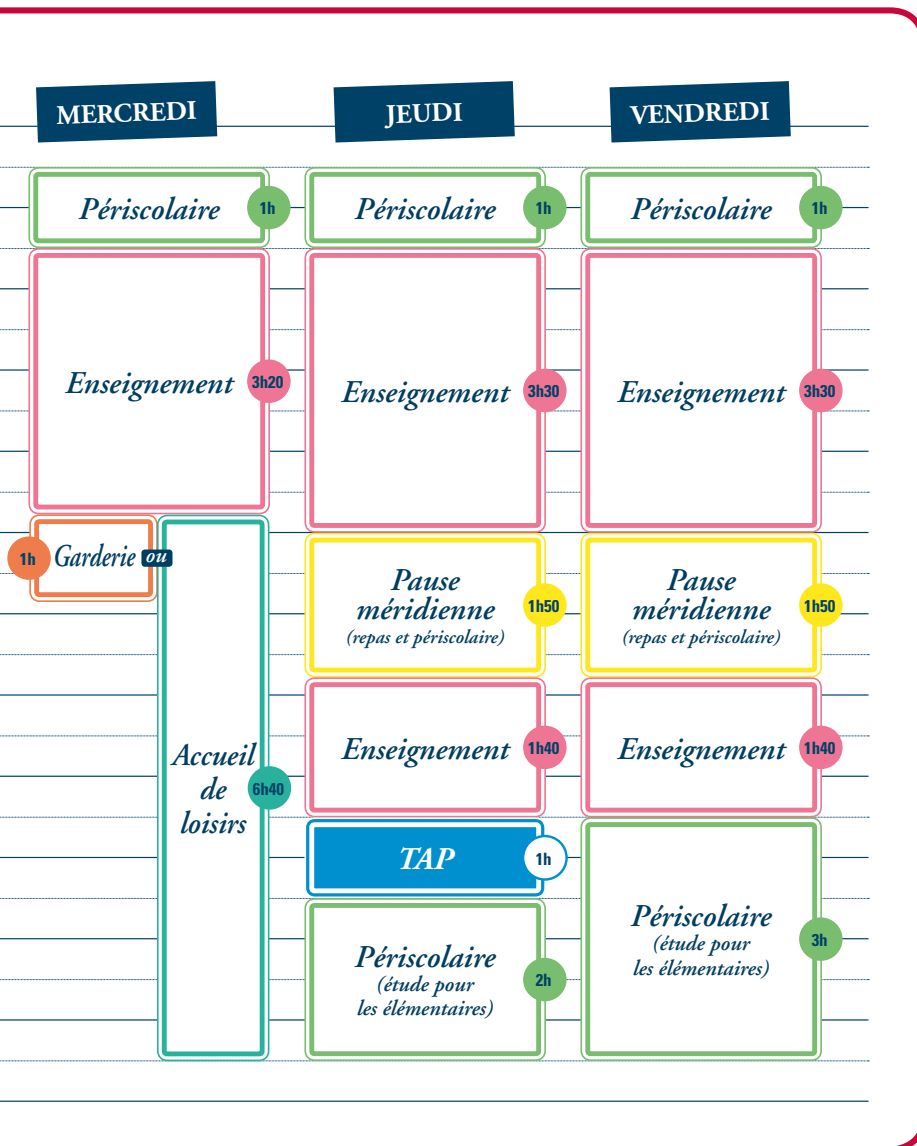 MERCREDI
JEUDI
VENDREDI
Périscolaire 1h
Périscolaire 1h
Périscolaire 1h
Enseignement 3h20
Enseignement 3h30
Enseignement 3h30
1h Garderie ou
Accueil
de
loisirs
6h40
Pause
méridienne
(repas et périscolaire)
1h50
Pause
méridienne
(repas et périscolaire)
1h50
Enseignement 1h40
Enseignement 1h40
TAP 1h
Périscolaire
(étude pour
les élémentaires)
2h
Périscolaire
(étude pour
les élémentaires)
3h